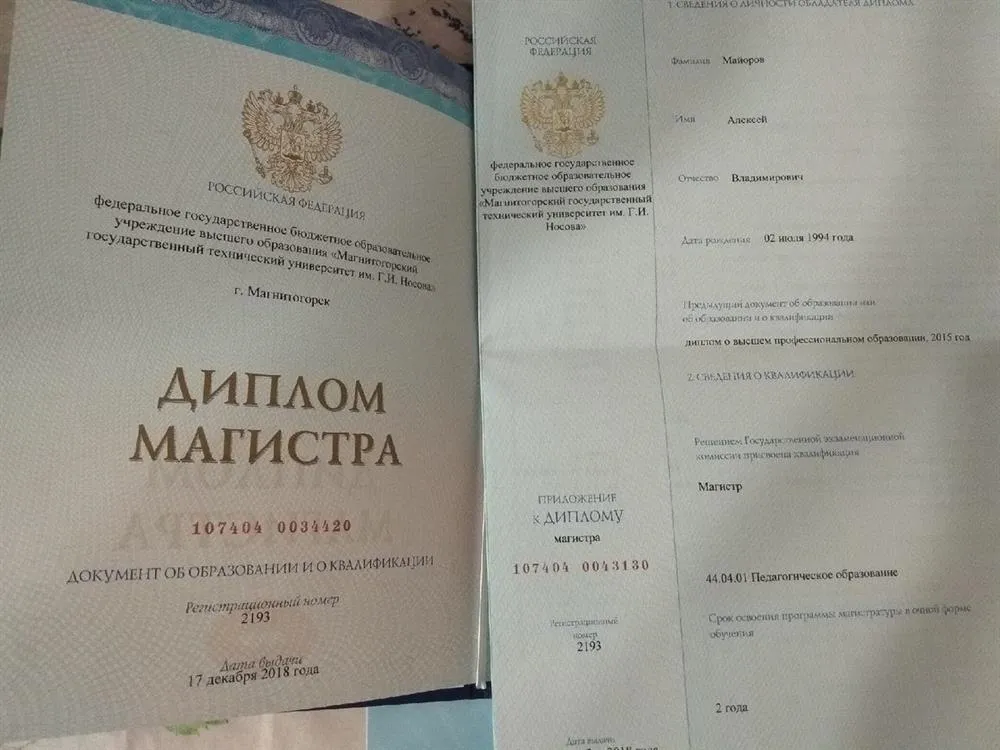 РОССИЙСКАЯ ФЕДЕРАЦИЯ
федеральное государственное бюджетное образовательное
учреждение высшего образования «Магнитогорский
государственный технический университет им. Г.И. Носова»
г. Магнитогорск
ДИПЛОМ
МАГИСТРА
107404 0034420
ДОКУМЕНТ ОБ ОБРАЗОВАНИИ И О КВАЛИФИКАЦИИ
Регистрационный номер
2193
Дата выдачи
17 декабря 2018 года
РОССИЙСКАЯ
ФЕДЕРАЦИЯ
федеральное государственное
бюджетное образовательное
учреждение высшего образования
«Магнитогорский государственный
технический университет им. Г.И.
Носова»
ПРИЛОЖЕНИЕ
к ДИПЛОМУ
магистра
107404 0043130
Регистрационный
номер
2193
1. СВЕДЕНИЯ О ЛИЧНОСТИ ОБЛАДАТЕЛЯ ДИПЛОМА
Фамилия Майоров
Имя Алексей
Отчество Владимирович
Дата рождения 02 июля 1994 года
Предыдущий документ об образовании или
об образовании и о квалификации
диплом о высшем профессиональном образовании, 2015 год
2. СВЕДЕНИЯ О КВАЛИФИКАЦИИ
Решением Государственной экзаменационной
комиссии присвоена квалификация
Магистр
44.04.01 Педагогическое образование
Срок освоения программы магистратуры в очной форме
обучения
2 года
Дата выдачи
2018 года